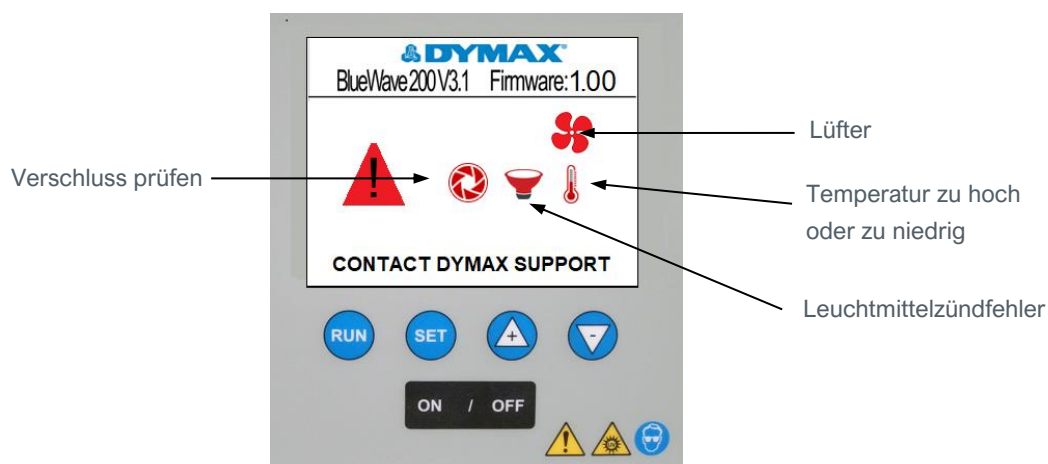 DYMAX
BlueWave 200 V3.1 Firmware: 1.00
Lüfter
Verschluss prüfen
!
Temperatur zu hoch
oder zu niedrig
CONTACT DYMAX SUPPORT
Leuchtmittelzündfehler
RUN SET + -
ON / OFF